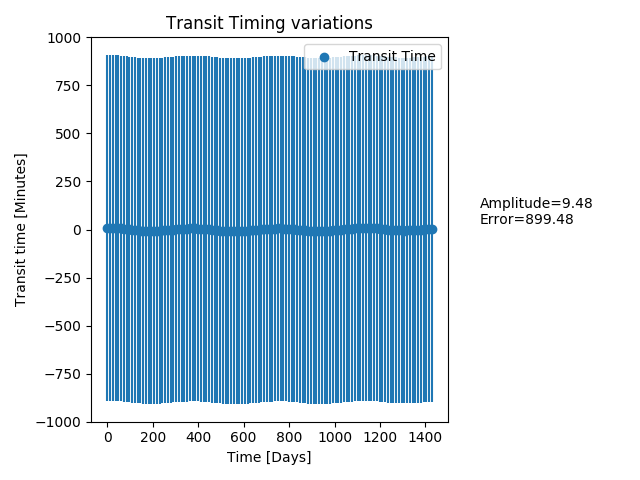 Transit Timing variations
Transit Time
1000
750
500
250
0
−250
−500
−750
−1000
Transit time [Minutes]
0 200 400 600 800 1000 1200 1400
Time [Days]
Amplitude=9.48
Error=899.48